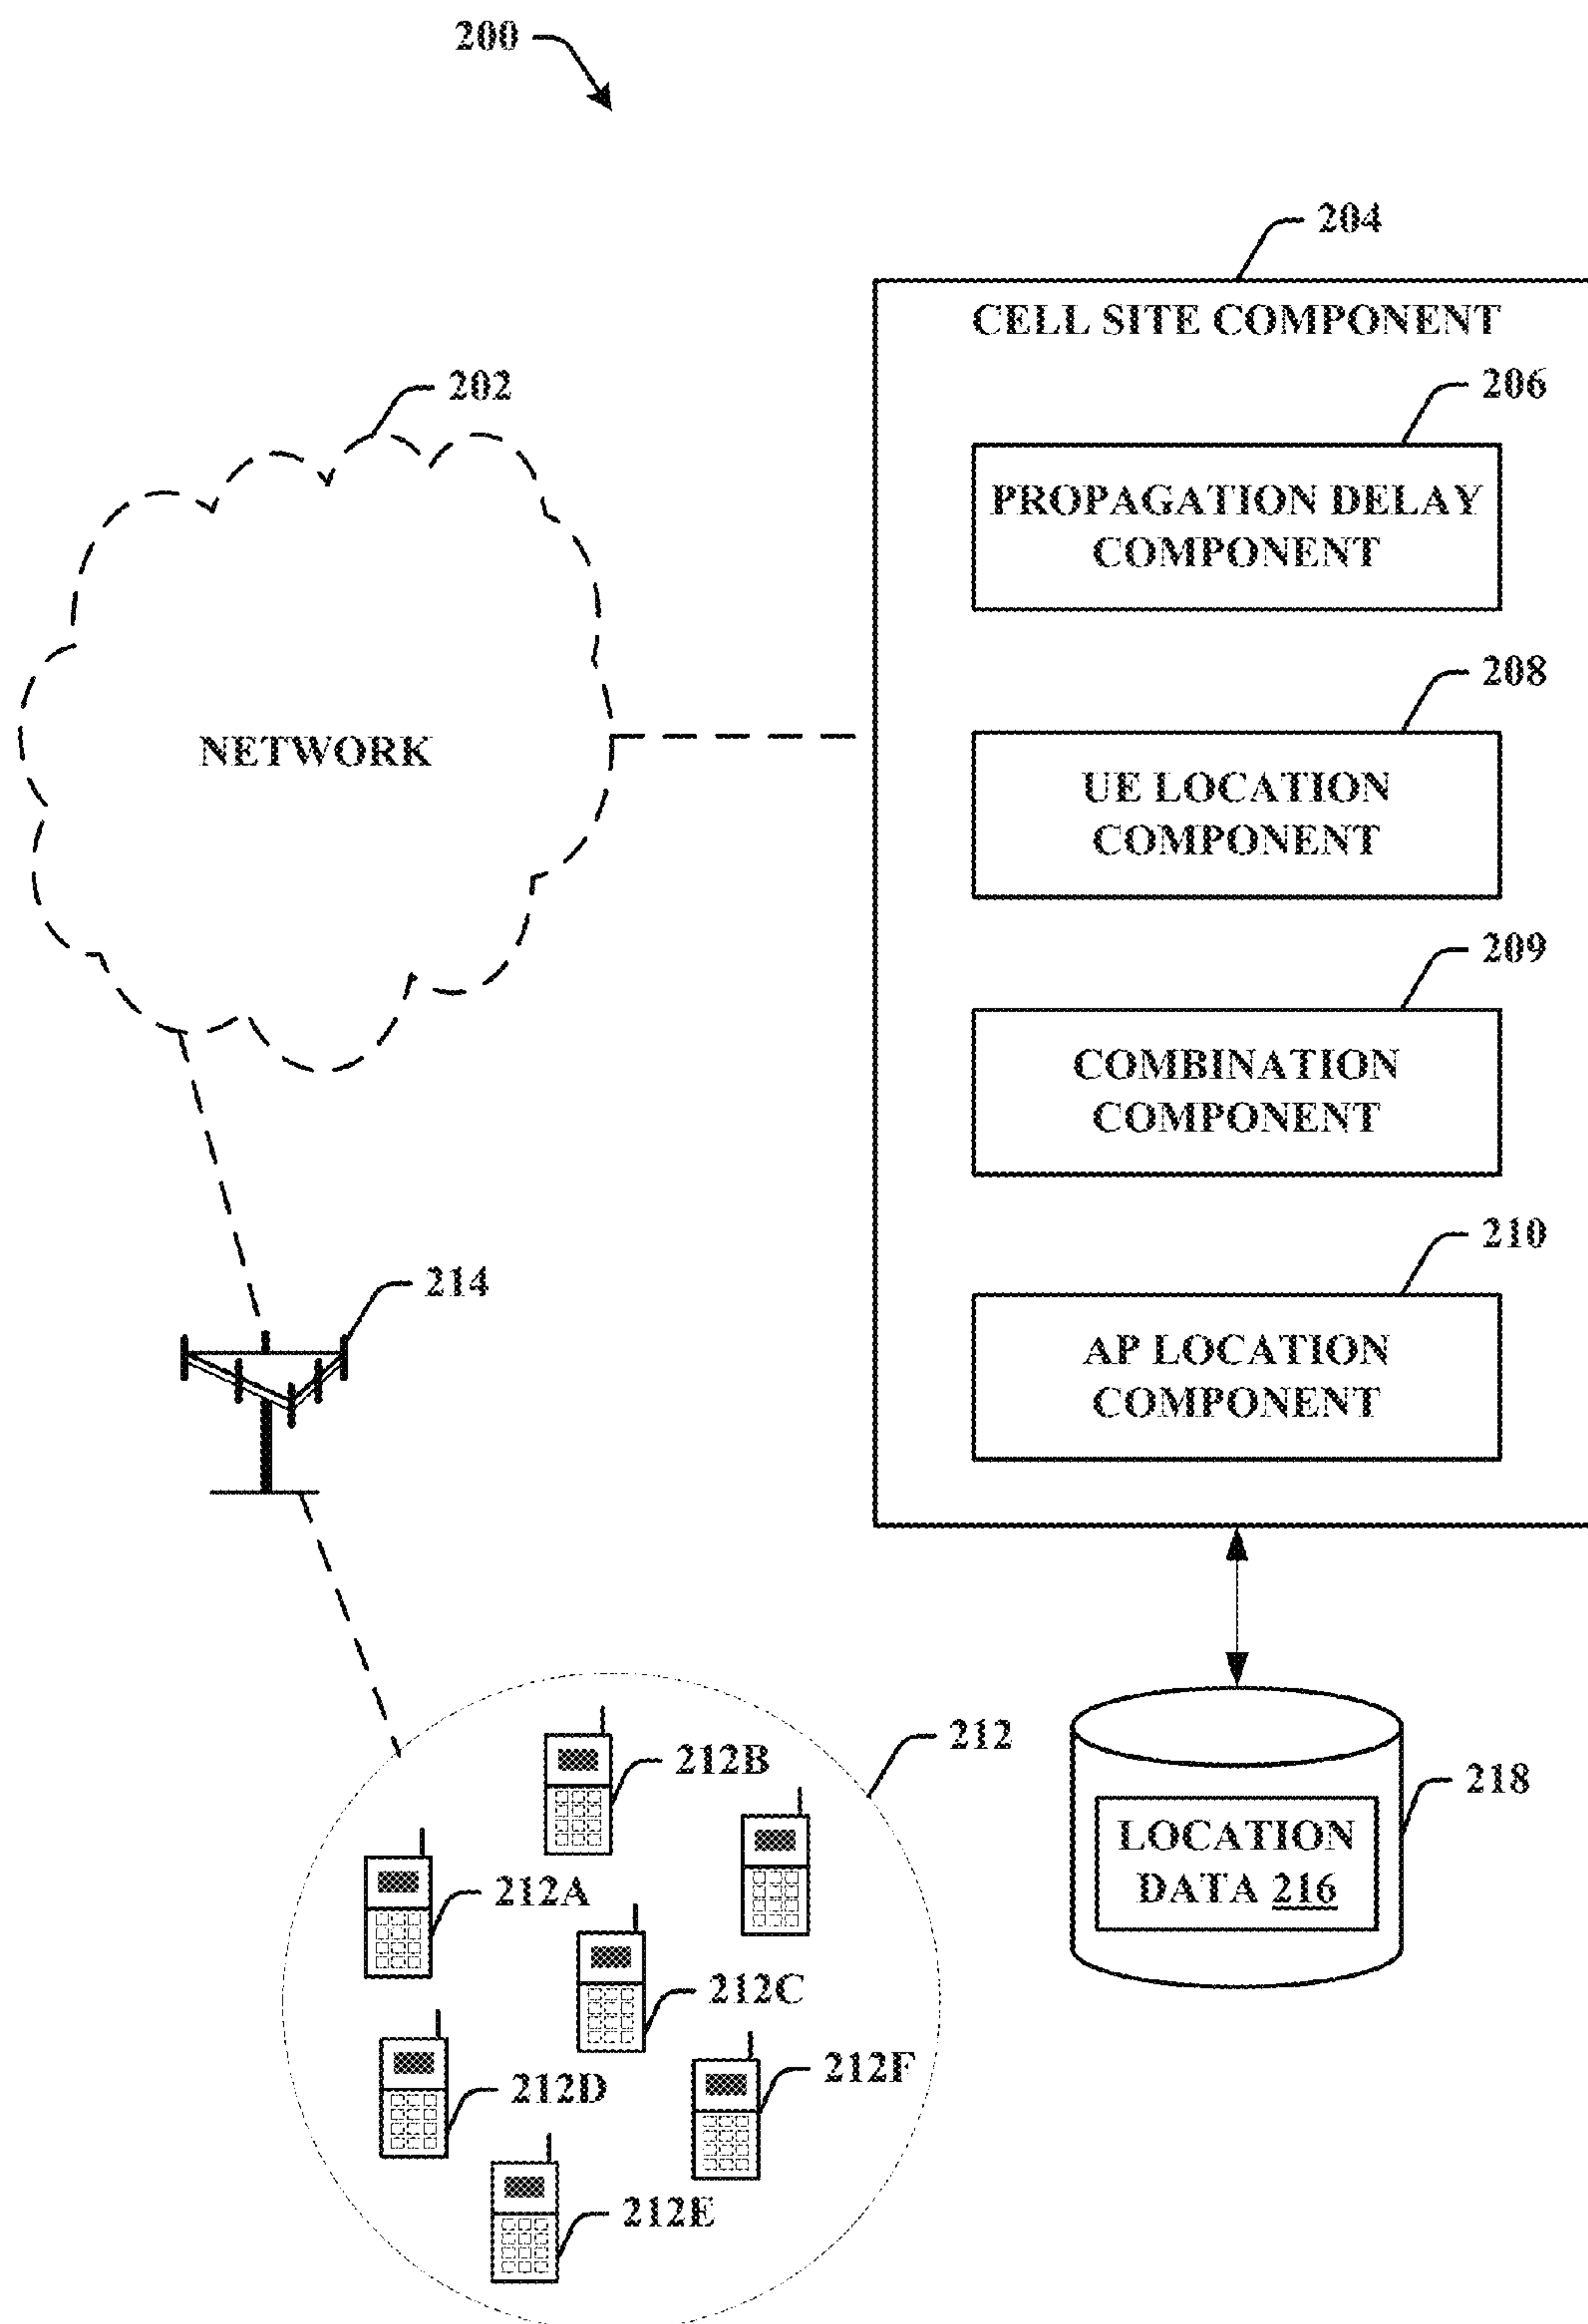 200
204
CELL SITE COMPONENT
202
206
PROPAGATION DELAY
COMPONENT
208
UE LOCATION
COMPONENT
NETWORK
209
COMBINATION
COMPONENT
210
AP LOCATION
COMPONENT
214
212
212B
218
LOCATION
DATA 216
212A
212C
212F
212D
212E